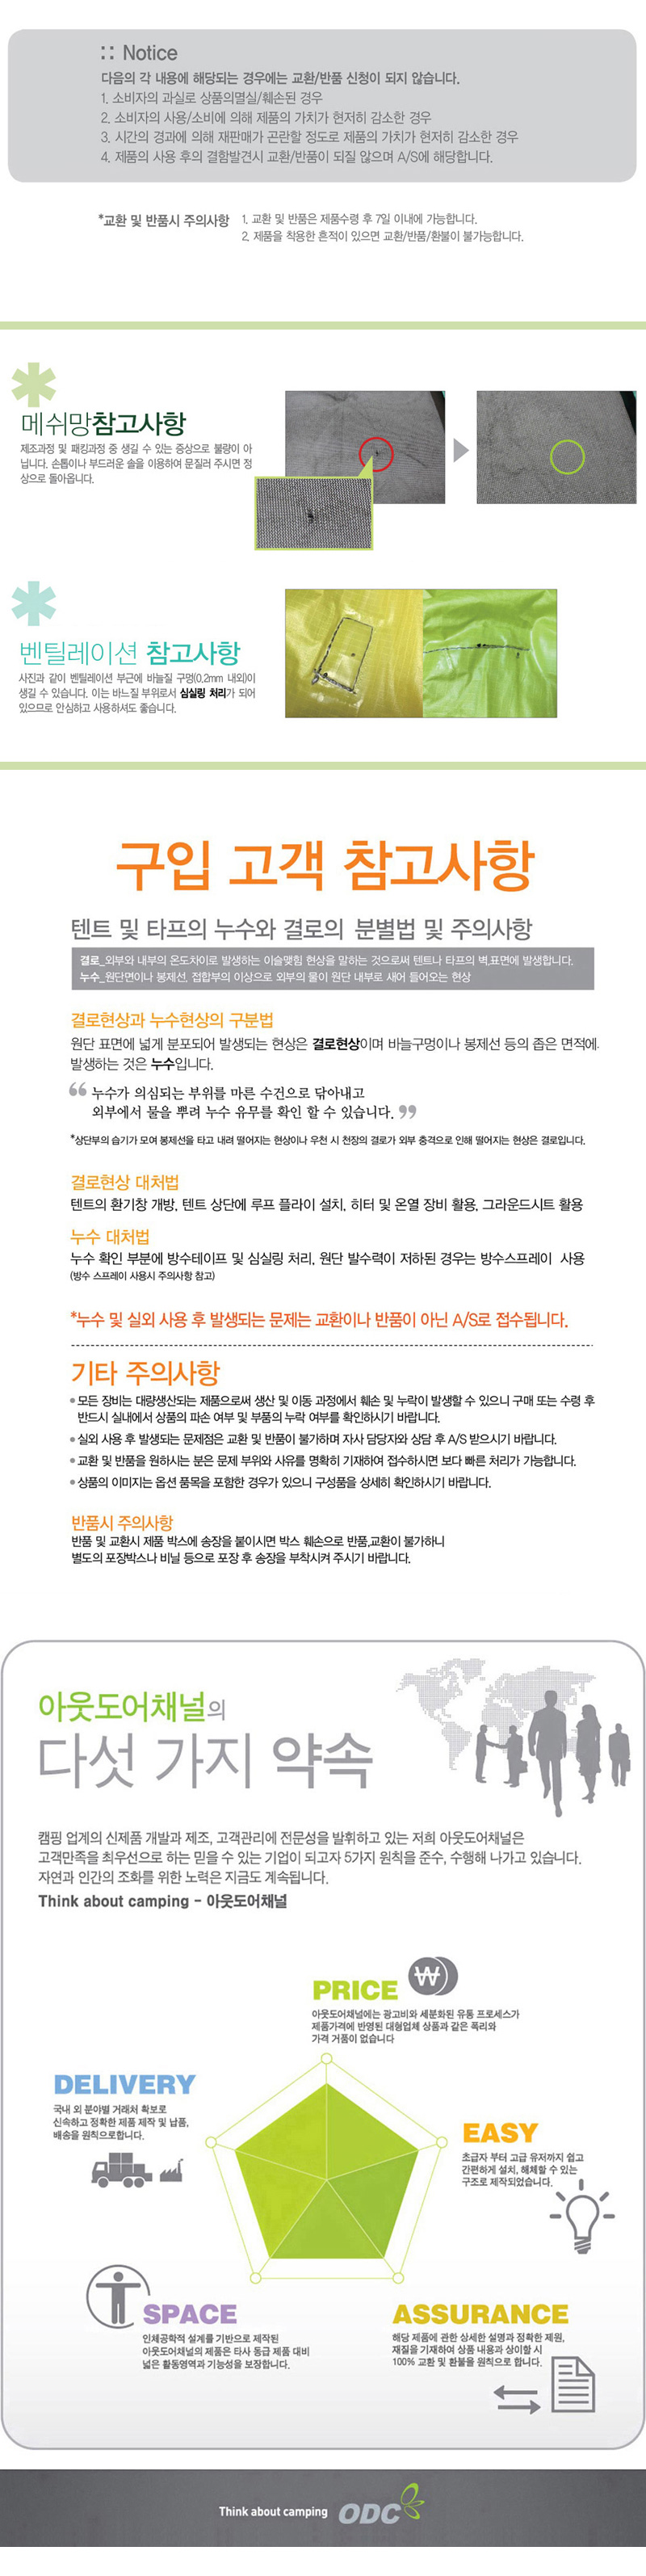 :: Notice
다음의 각 내용에 해당되는 경우에는 교환/반품 신청이 되지 않습니다.
1. 소비자의 과실로 상품의멸실/훼손된 경우
2. 소비자의 사용/소비에 의해 제품의 가치가 현저히 감소한 경우
3. 시간의 경과에 의해 재판매가 곤란할 정도로 제품의 가치가 현저히 감소한 경우
4. 제품의 사용 후의 결함발견시 교환/반품이 되질 않으며 A/S에 해당합니다.
*교환 및 반품시 주의사항
1. 교환 및 반품은 제품수령 후 7일 이내에 가능합니다.
2. 제품을 착용한 흔적이 있으면 교환/반품/환불이 불가능합니다.
메쉬망참고사항
제조과정 및 패킹과정 중 생길 수 있는 증상으로 불량이 아
닙니다. 손톱이나 부드러운 솔을 이용하여 문질러 주시면 정
상으로 돌아옵니다.
벤틸레이션 참고사항
사진과 같이 벤틸레이션 부근에 바늘질 구멍(0.2mm 내외)이
생길 수 있습니다. 이는 바느질 부위로서 심실링 처리가 되어
있으므로 안심하고 사용하셔도 좋습니다.
구입 고객 참고사항
텐트 및 타프의 누수와 결로의 분별법 및 주의사항
결로_외부와 내부의 온도차이로 발생하는 이슬맺힘 현상을 말하는 것으로써 텐트나 타프의 벽,표면에 발생합니다.
누수_원단면이나 봉제선, 접합부의 이상으로 외부의 물이 원단 내부로 새어 들어오는 현상
결로현상과 누수현상의 구분법
원단 표면에 넓게 분포되어 발생되는 현상은 결로현상이며 바늘구멍이나 봉제선 등의 좁은 면적에
발생하는 것은 누수입니다.
“ 누수가 의심되는 부위를 마른 수건으로 닦아내고
외부에서 물을 뿌려 누수 유무를 확인 할 수 있습니다. ”
*상단부의 습기가 모여 봉제선을 타고 내려 떨어지는 현상이나 우천 시 천장의 결로가 외부 충격으로 인해 떨어지는 현상은 결로입니다.
결로현상 대처법
텐트의 환기창 개방, 텐트 상단에 루프 플라이 설치, 히터 및 온열 장비 활용, 그라운드시트 활용
누수 대처법
누수 확인 부분에 방수테이프 및 심실링 처리, 원단 발수력이 저하된 경우는 방수스프레이 사용
(방수 스프레이 사용시 주의사항 참고)
*누수 및 실외 사용 후 발생되는 문제는 교환이나 반품이 아닌 A/S로 접수됩니다.
기타 주의사항
• 모든 장비는 대량생산되는 제품으로써 생산 및 이동 과정에서 훼손 및 누락이 발생할 수 있으니 구매 또는 수령 후
반드시 실내에서 상품의 파손 여부 및 부품의 누락 여부를 확인하시기 바랍니다.
• 실외 사용 후 발생되는 문제점은 교환 및 반품이 불가하며 자사 담당자와 상담 후 A/S 받으시기 바랍니다.
• 교환 및 반품을 원하시는 분은 문제 부위와 사유를 명확히 기재하여 접수하시면 보다 빠른 처리가 가능합니다.
• 상품의 이미지는 옵션 품목을 포함한 경우가 있으니 구성품을 상세히 확인하시기 바랍니다.
반품시 주의사항
반품 및 교환시 제품 박스에 송장을 붙이시면 박스 훼손으로 반품,교환이 불가하니
별도의 포장박스나 비닐 등으로 포장 후 송장을 부착시켜 주시기 바랍니다.
아웃도어채널의
다섯 가지 약속
캠핑 업계의 신제품 개발과 제조, 고객관리에 전문성을 발휘하고 있는 저희 아웃도어채널은
고객만족을 최우선으로 하는 믿을 수 있는 기업이 되고자 5가지 원칙을 준수, 수행해 나가고 있습니다.
자연과 인간의 조화를 위한 노력은 지금도 계속됩니다.
Think about camping - 아웃도어채널
PRICE ₩
아웃도어채널에는 광고비와 세분화된 유통 프로세스가
제품가격에 반영된 대형업체 상품과 같은 폭리와
가격 거품이 없습니다
DELIVERY
국내 외 분야별 거래처 확보로
신속하고 정확한 제품 제작 및 납품,
배송을 원칙으로합니다.
EASY
초급자 부터 고급 유저까지 쉽고
간편하게 설치, 해체할 수 있는
구조로 제작되었습니다.
SPACE
인체공학적 설계를 기반으로 제작된
아웃도어채널의 제품은 타사 동급 제품 대비
넓은 활동영역과 기능성을 보장합니다.
ASSURANCE
해당 제품에 관한 상세한 설명과 정확한 제원,
재질을 기재하여 상품 내용과 상이할 시
100% 교환 및 환불을 원칙으로 합니다.
Think about camping ODC